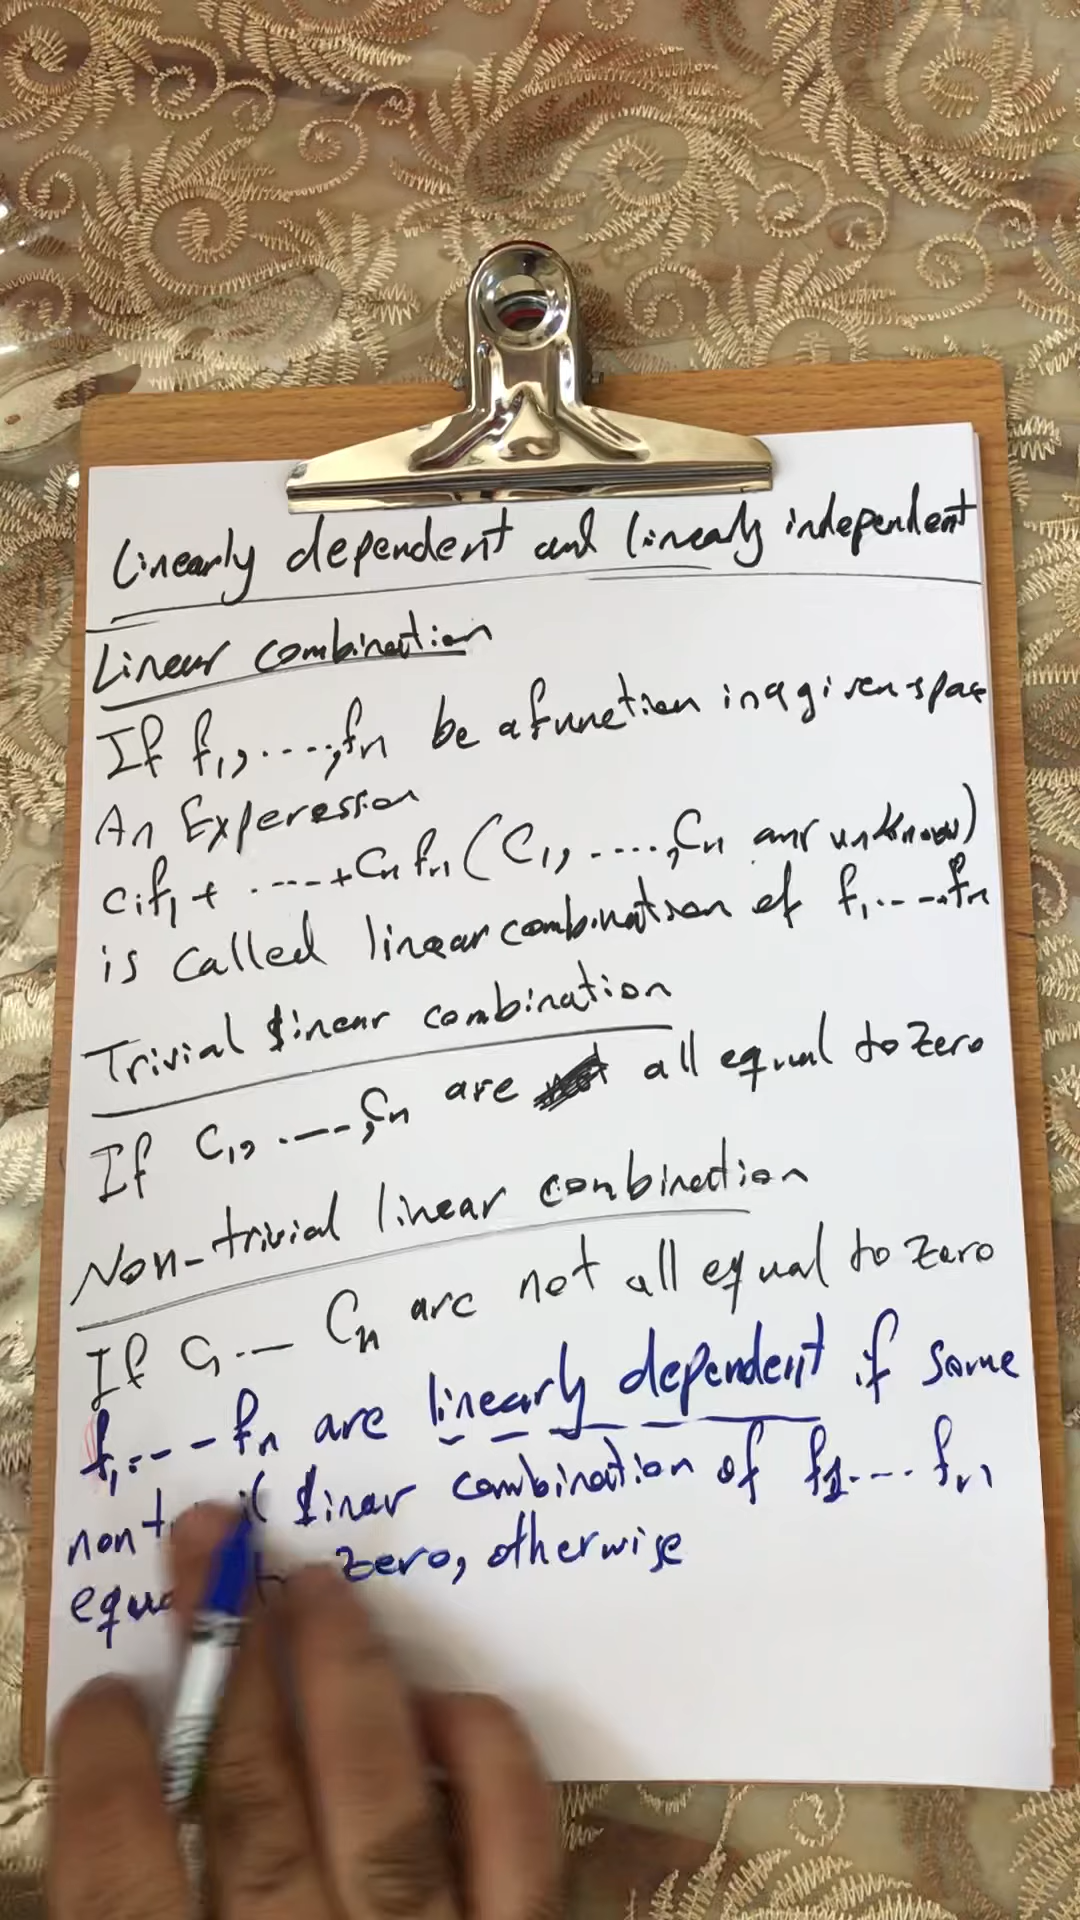 Linearly dependent and linearly independent
Linear combination
If f1,....,fn be a function in a given space
An Experession
c1f1 + .....+cnfn (C1, ....,Cn are unknow)
is called linear combination of f1.....fn
Trivial linear combination
If C1, .---,Cn are all equal to zero
Non-trivial linear combination
If C1.-- Cn are not all equal to zero
f1.-- fn are linearly dependent if some
linear combination of f1.... fn
zero, otherwise